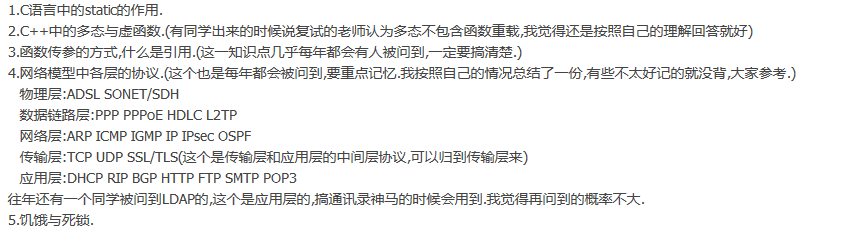 1.C语言中的static的作用.
2.C++中的多态与虚函数.(有同学出来的时候说复试的老师认为多态不包含函数重载,我觉得还是按照自己的理解回答就好)
3.函数传参的方式,什么是引用.(这一知识点几乎每年都会有人被问到,一定要搞清楚.)
4.网络模型中各层的协议.(这个也是每年都会被问到,要重点记忆.我按照自己的情况总结了一份,有些不太好记的就没背,大家参考.)
物理层:ADSL SONET/SDH
数据链路层:PPP PPPoE HDLC L2TP
网络层:ARP ICMP IGMP IP IPsec OSPF
传输层:TCP UDP SSL/TLS(这个是传输层和应用层的中间层协议,可以归到传输层来)
应用层:DHCP RIP BGP HTTP FTP SMTP POP3
往年还有一个同学被问到LDAP的,这个是应用层的,搞通讯录神马的时候会用到.我觉得再问到的概率不大.
5.饥饿与死锁.